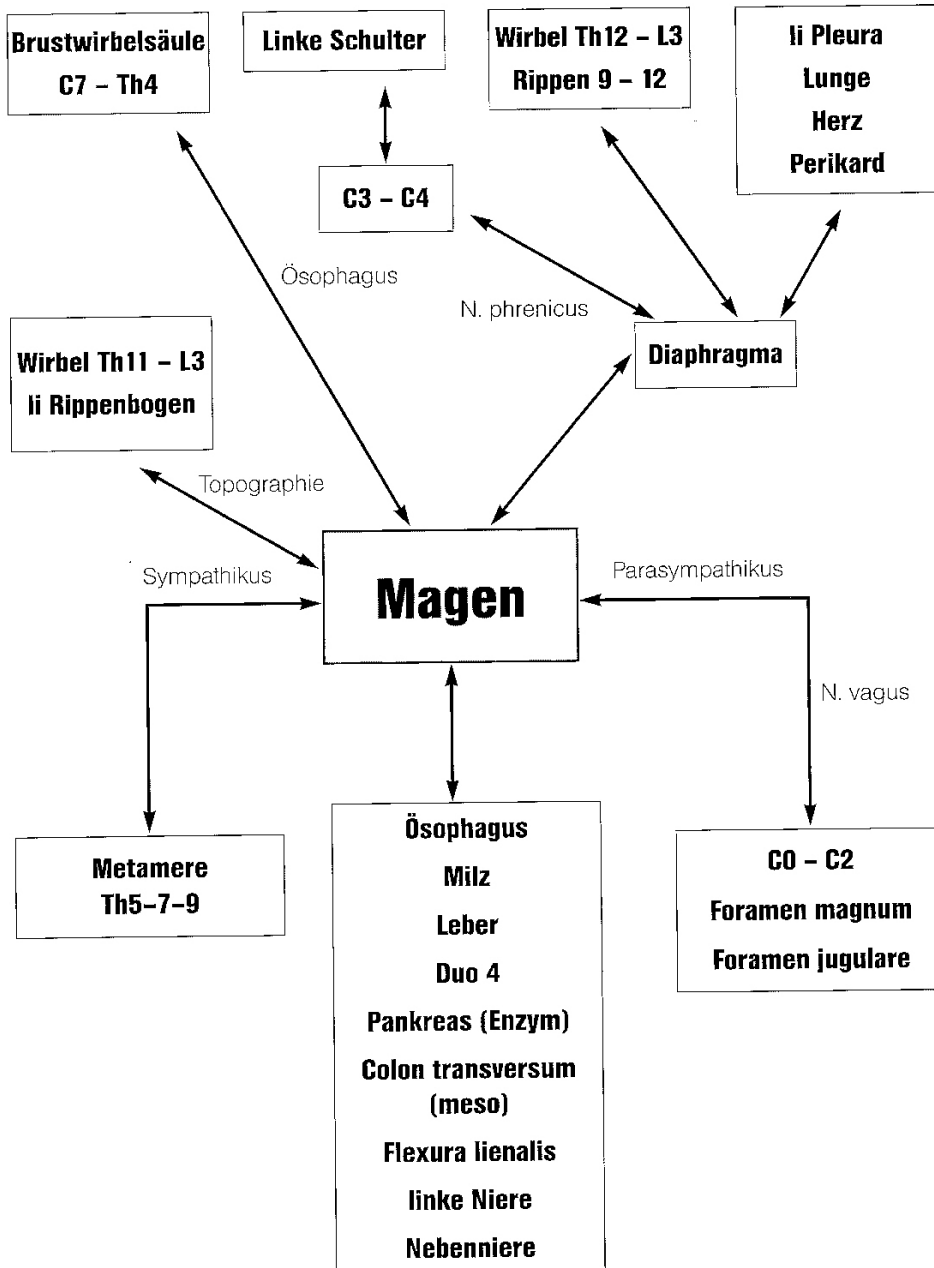 Brustwirbelsäule
C7 – Th4
Linke Schulter
Wirbel Th12 – L3
Rippen 9 – 12
li Pleura
Lunge
Herz
Perikard
C3 – C4
Ösophagus
N. phrenicus
Diaphragma
Wirbel Th11 – L3
li Rippenbogen
Topographie
Sympathikus
Magen
Parasympathikus
N. vagus
Metamere
Th5–7–9
Ösophagus
Milz
Leber
Duo 4
Pankreas (Enzym)
Colon transversum
(meso)
Flexura lienalis
linke Niere
Nebenniere
C0 – C2
Foramen magnum
Foramen jugulare